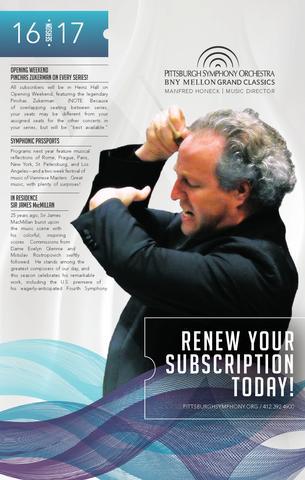 16 SEASON 17
OPENING WEEKEND
PINCHAS ZUKERMAN ON EVERY SERIES!
All subscribers will be in Heinz Hall on
Opening Weekend, featuring the legendary
Pinchas Zukerman. (NOTE: Because
of overlapping seating between series,
your seats may be different from your
assigned seats for the other concerts in
your series, but will be "best available."
SYMPHONIC PASSPORTS
Programs next year feature musical
reflections of Rome, Prague, Paris,
New York, St. Petersburg, and Los
Angeles—and a two week festival of
music of Viennese Masters. Great
music, with plenty of surprises!
IN RESIDENCE
SIR JAMES MacMILLAN
25 years ago, Sir James
MacMillan burst upon
the music scene with
his colorful, inspiring
scores. Commissions from
Dame Evelyn Glennie and
Mstislav Rostropovich swiftly
followed. He stands among the
greatest composers of our day, and
this season celebrates his remarkable
work, including the U.S. premiere of
his eagerly-anticipated Fourth Symphony.
PITTSBURGH SYMPHONY ORCHESTRA
BNY MELLON GRAND CLASSICS
MANFRED HONECK | MUSIC DIRECTOR
RENEW YOUR
SUBSCRIPTION
TODAY!
PITTSBURGHSYMPHONY.ORG / 412.392.4900